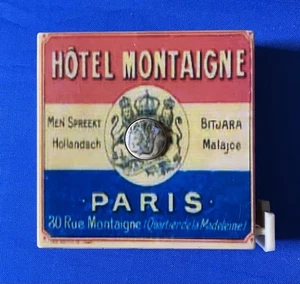 HÔTEL MONTAIGNE
MEN SPREEKT BITJARA
Hollandsch Malajoe
PARIS
30 Rue Montaigne (Quartier de la Madeleine)